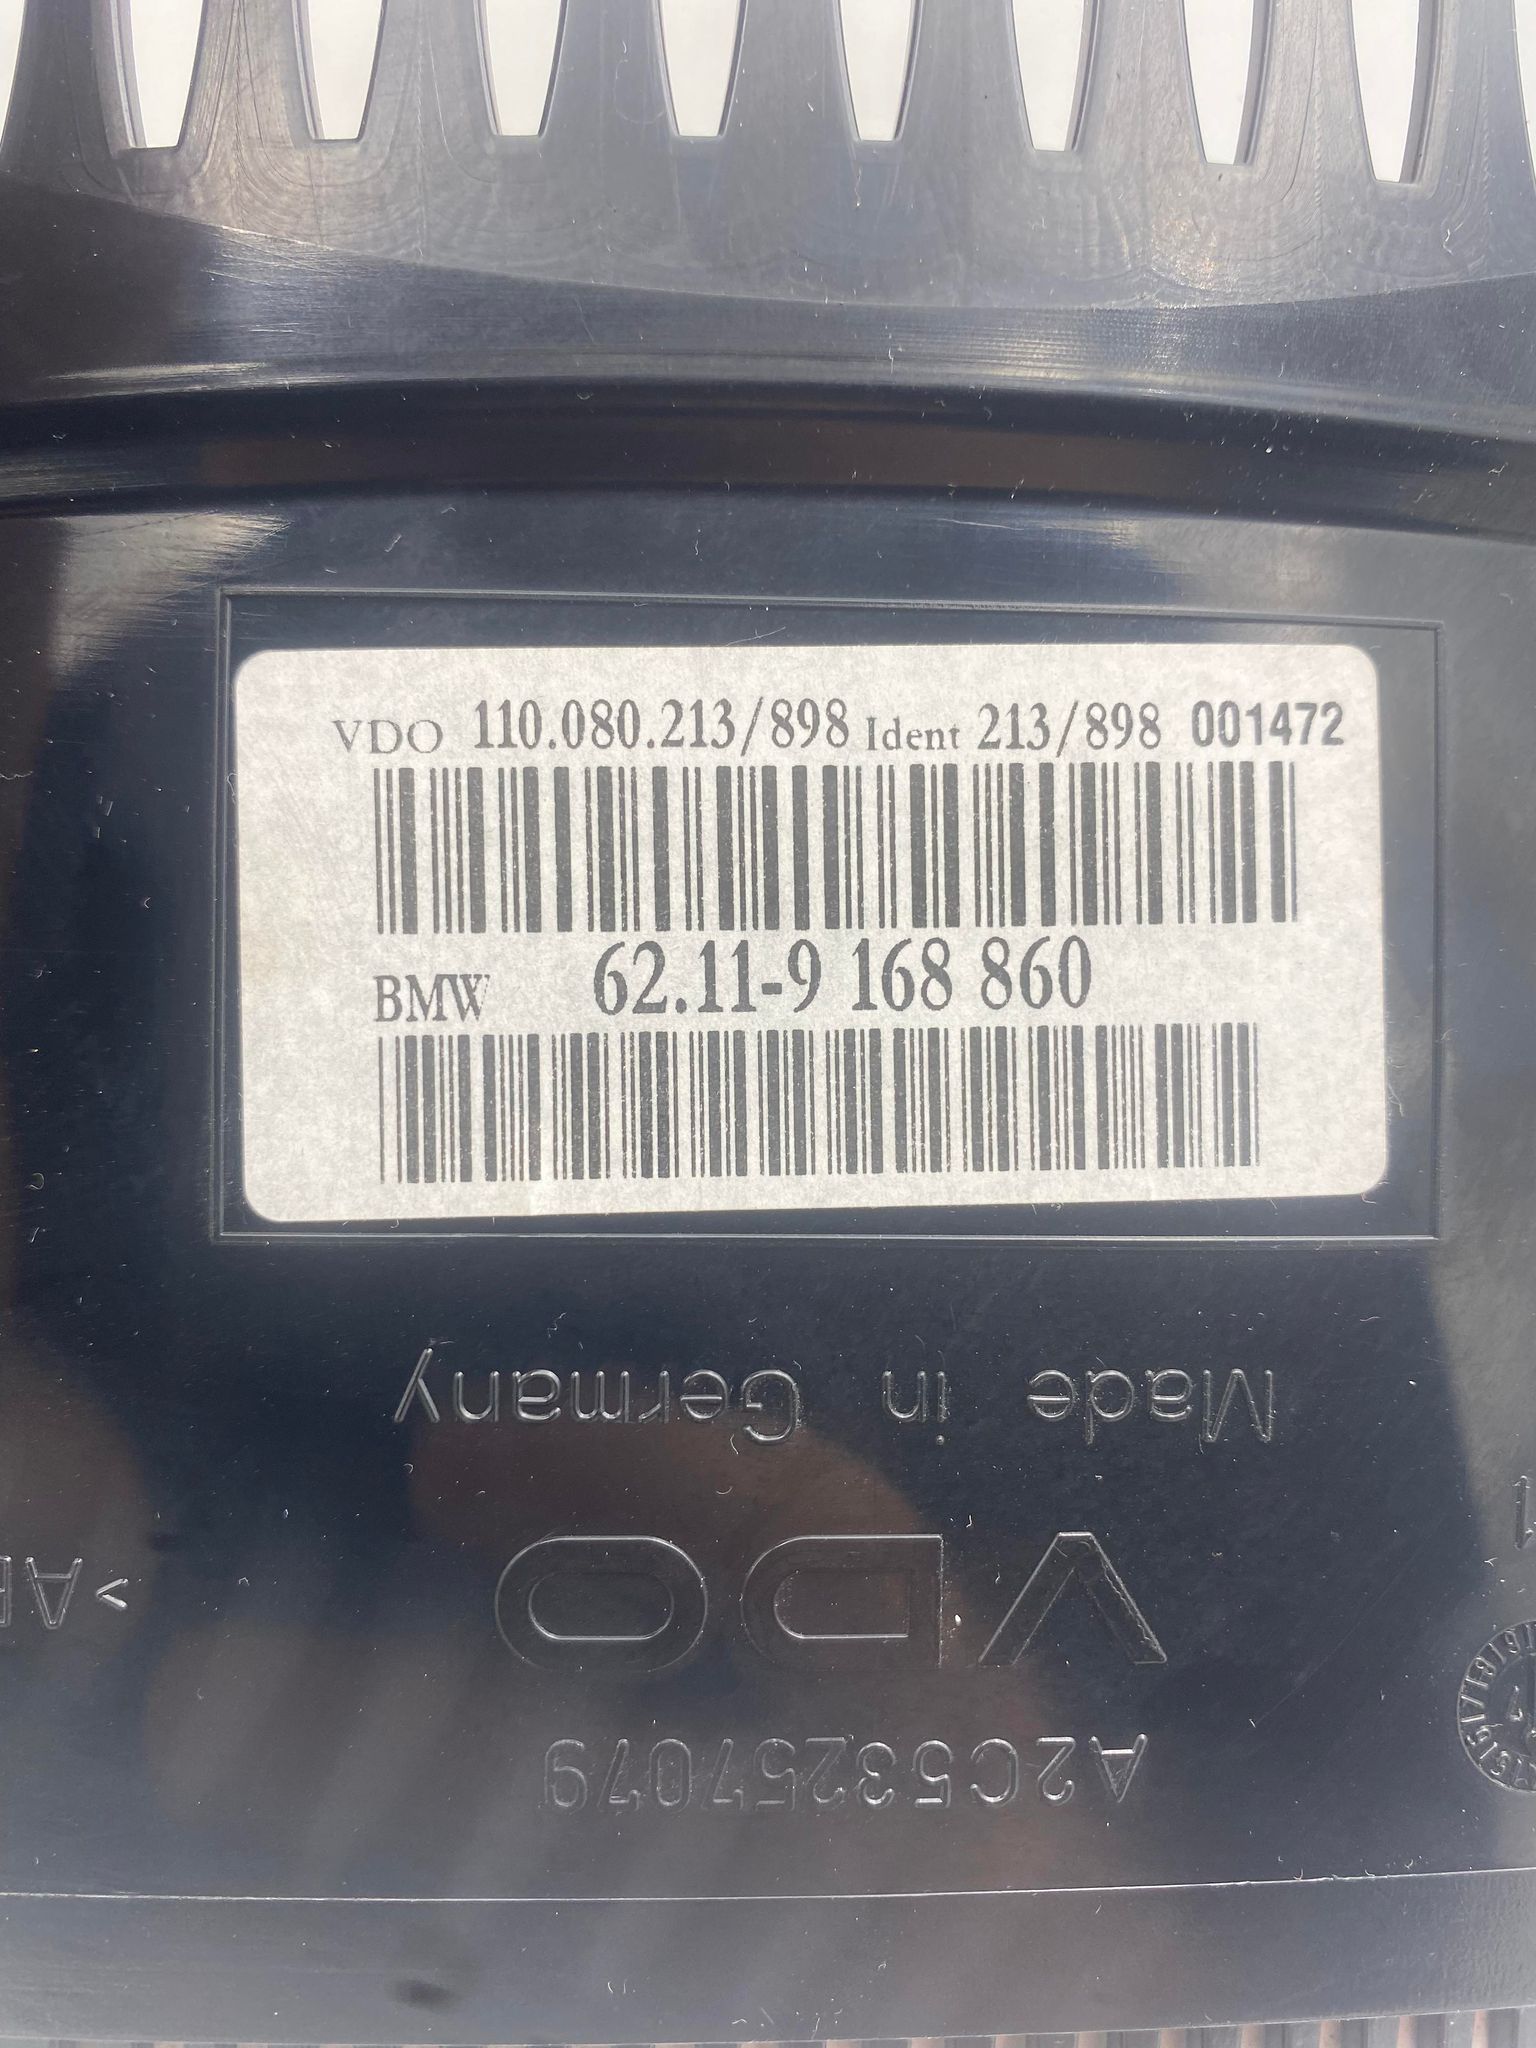 VDO 110.080.213/898 Ident 213/898 001472
BMW 62.11-9 168 860
Made in Germany
VDO
A2C53257079